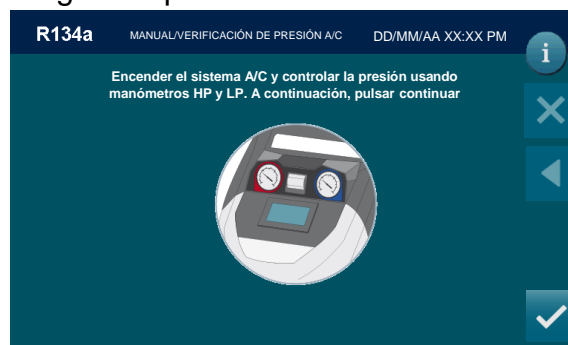 R134a MANUAL/VERIFICACIÓN DE PRESIÓN A/C DD/MM/AA XX:XX PM
i
Encender el sistema A/C y controlar la
presión usando
manómetros HP y LP. A continuación, pulsar continuar